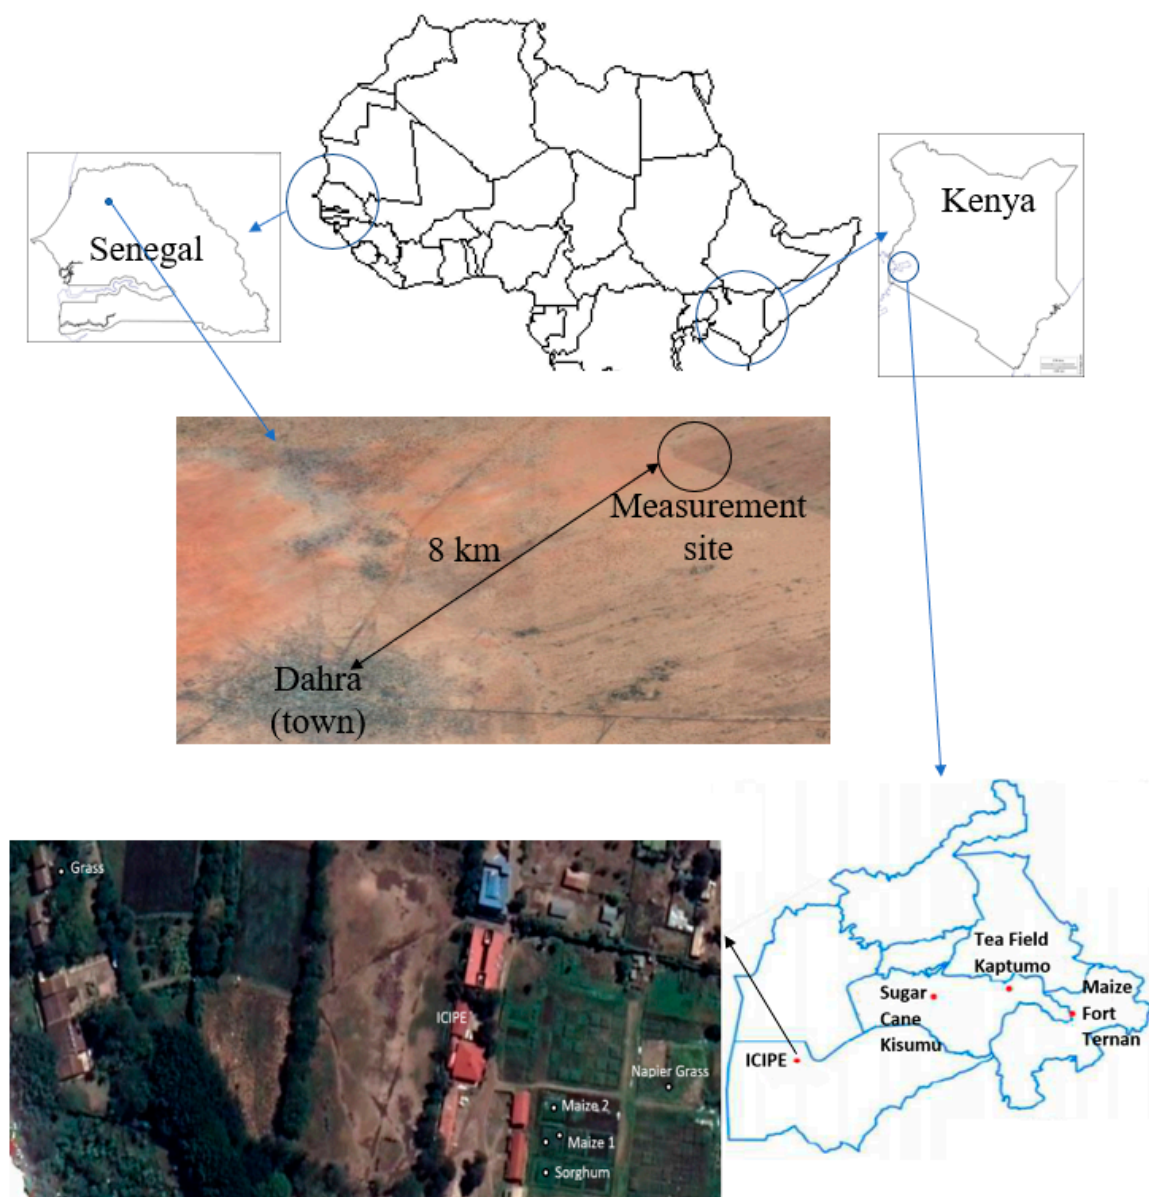 Senegal
Kenya
Measurement
site
8 km
Dahra
(town)
Grass
ICIPE
Napier Grass
Maize 2
Maize 1
Sorghum
Tea Field
Kaptumo
Sugar
Cane
Kisumu
Maize
Fort
Ternan
ICIPE